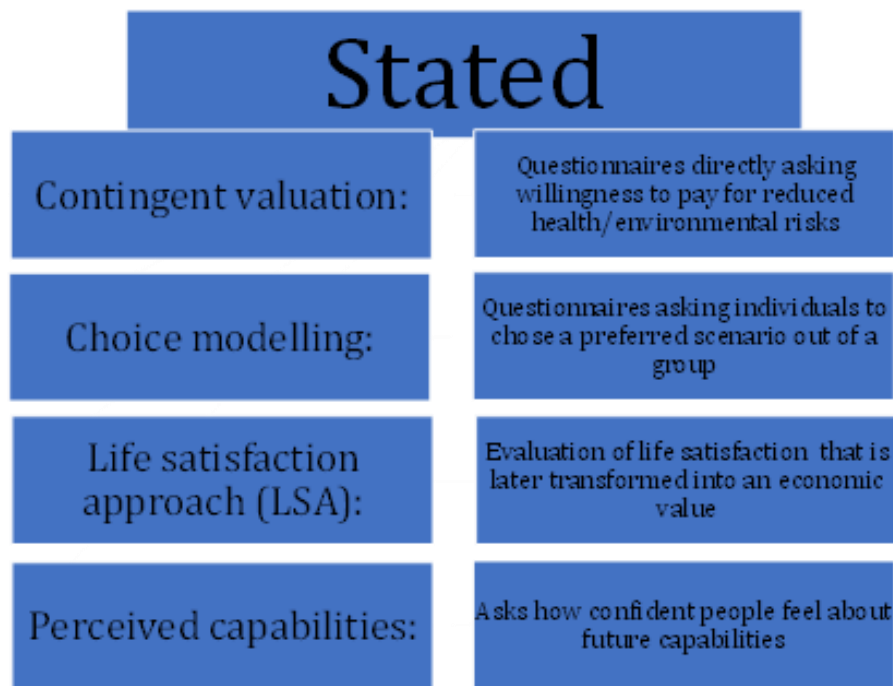 Stated
Contingent valuation:
Questionnaires directly asking
willingness to pay for reduced
health/environmental risks
Choice modelling:
Questionnaires asking individuals to
chose a preferred scenario out of a
group
Life satisfaction
approach (LSA):
Evaluation of life satisfaction that is
later transformed into an economic
value
Perceived capabilities:
Asks how confident people feel about
future capabilities